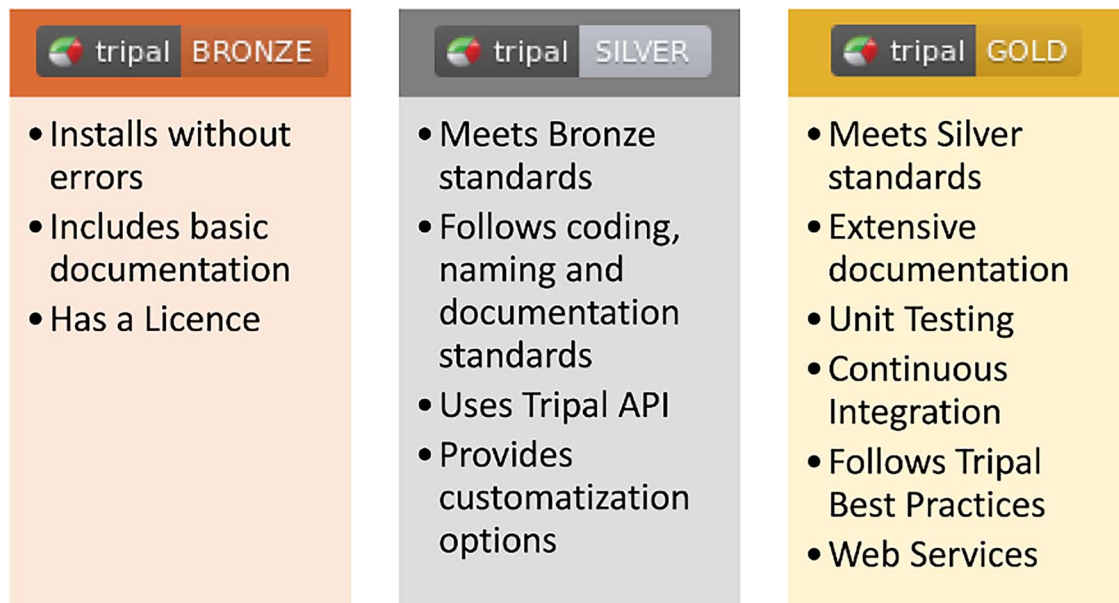 tripal BRONZE
• Installs without
errors
• Includes basic
documentation
• Has a Licence
tripal SILVER
• Meets Bronze
standards
• Follows coding,
naming and
documentation
standards
• Uses Tripal API
• Provides
customatization
options
tripal GOLD
• Meets Silver
standards
• Extensive
documentation
• Unit Testing
• Continuous
Integration
• Follows Tripal
Best Practices
• Web Services